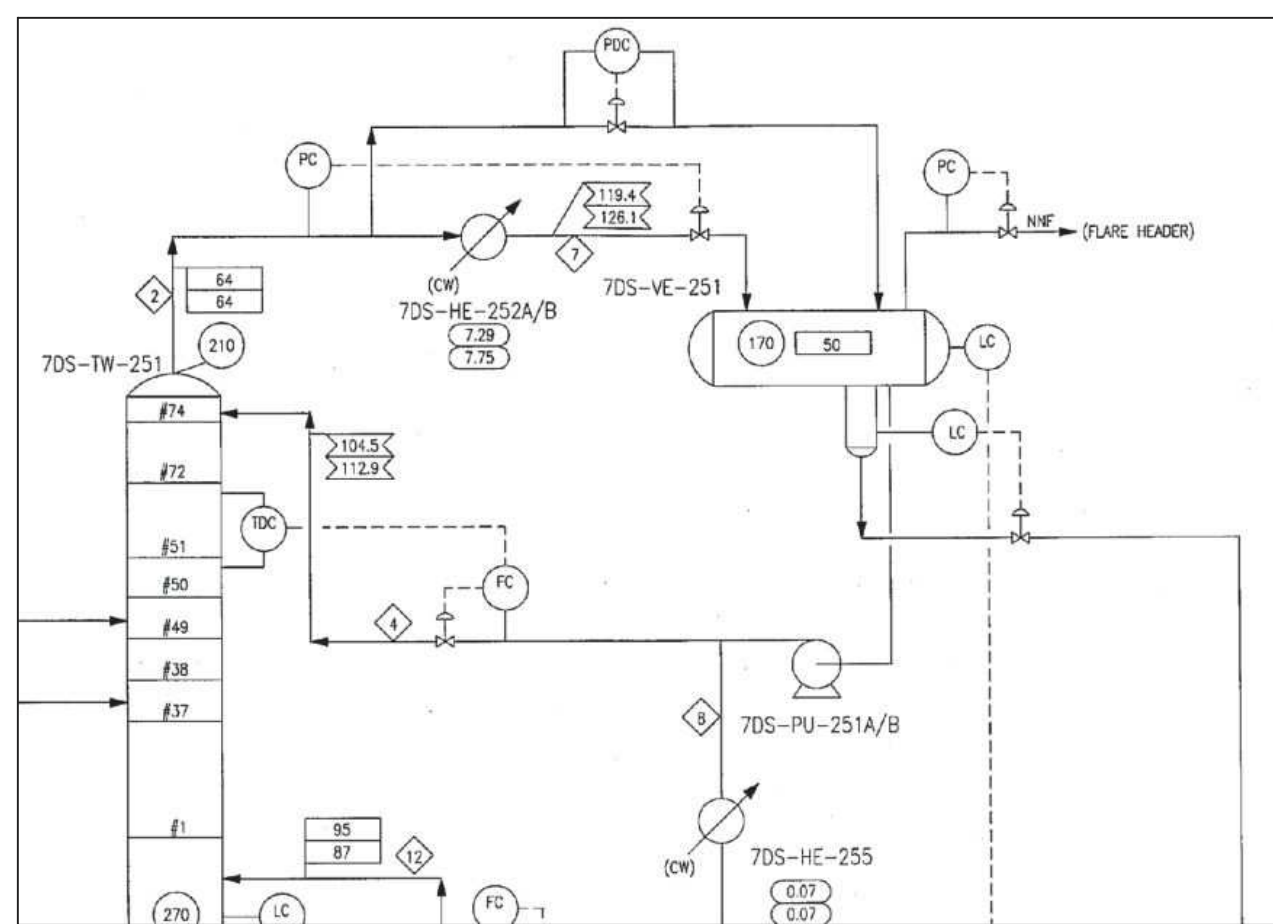 PDC
PC
PC
119.4
126.1
NNF
(FLARE HEADER)
7
2
64
64
(CW)
7DS-VE-251
7DS-HE-252A/B
7.29
7.75
210
7DS-TW-251
170
50
LC
#74
LC
104.5
112.9
#72
TDC
#51
#50
FC
4
#49
#38
#37
8
7DS-PU-251A/B
#1
95
87
12
(CW)
7DS-HE-255
0.07
0.07
270
LC
FC